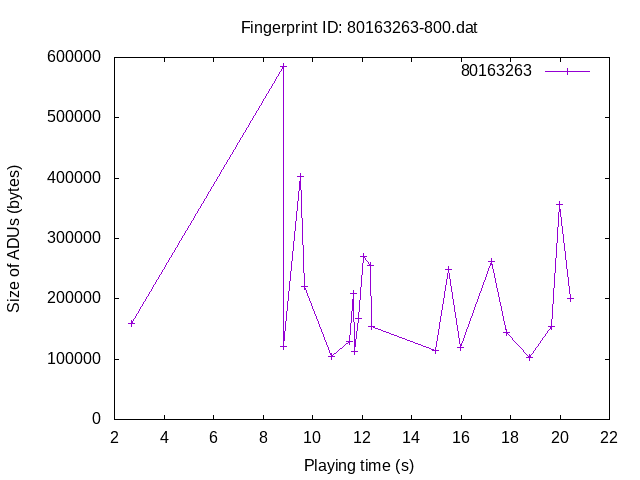 Fingerprint ID: 80163263-800.dat
80163263
600000
500000
400000
300000
200000
100000
0
Size of ADUs (bytes)
2 4 6 8 10 12 14 16 18 20 22
Playing time (s)